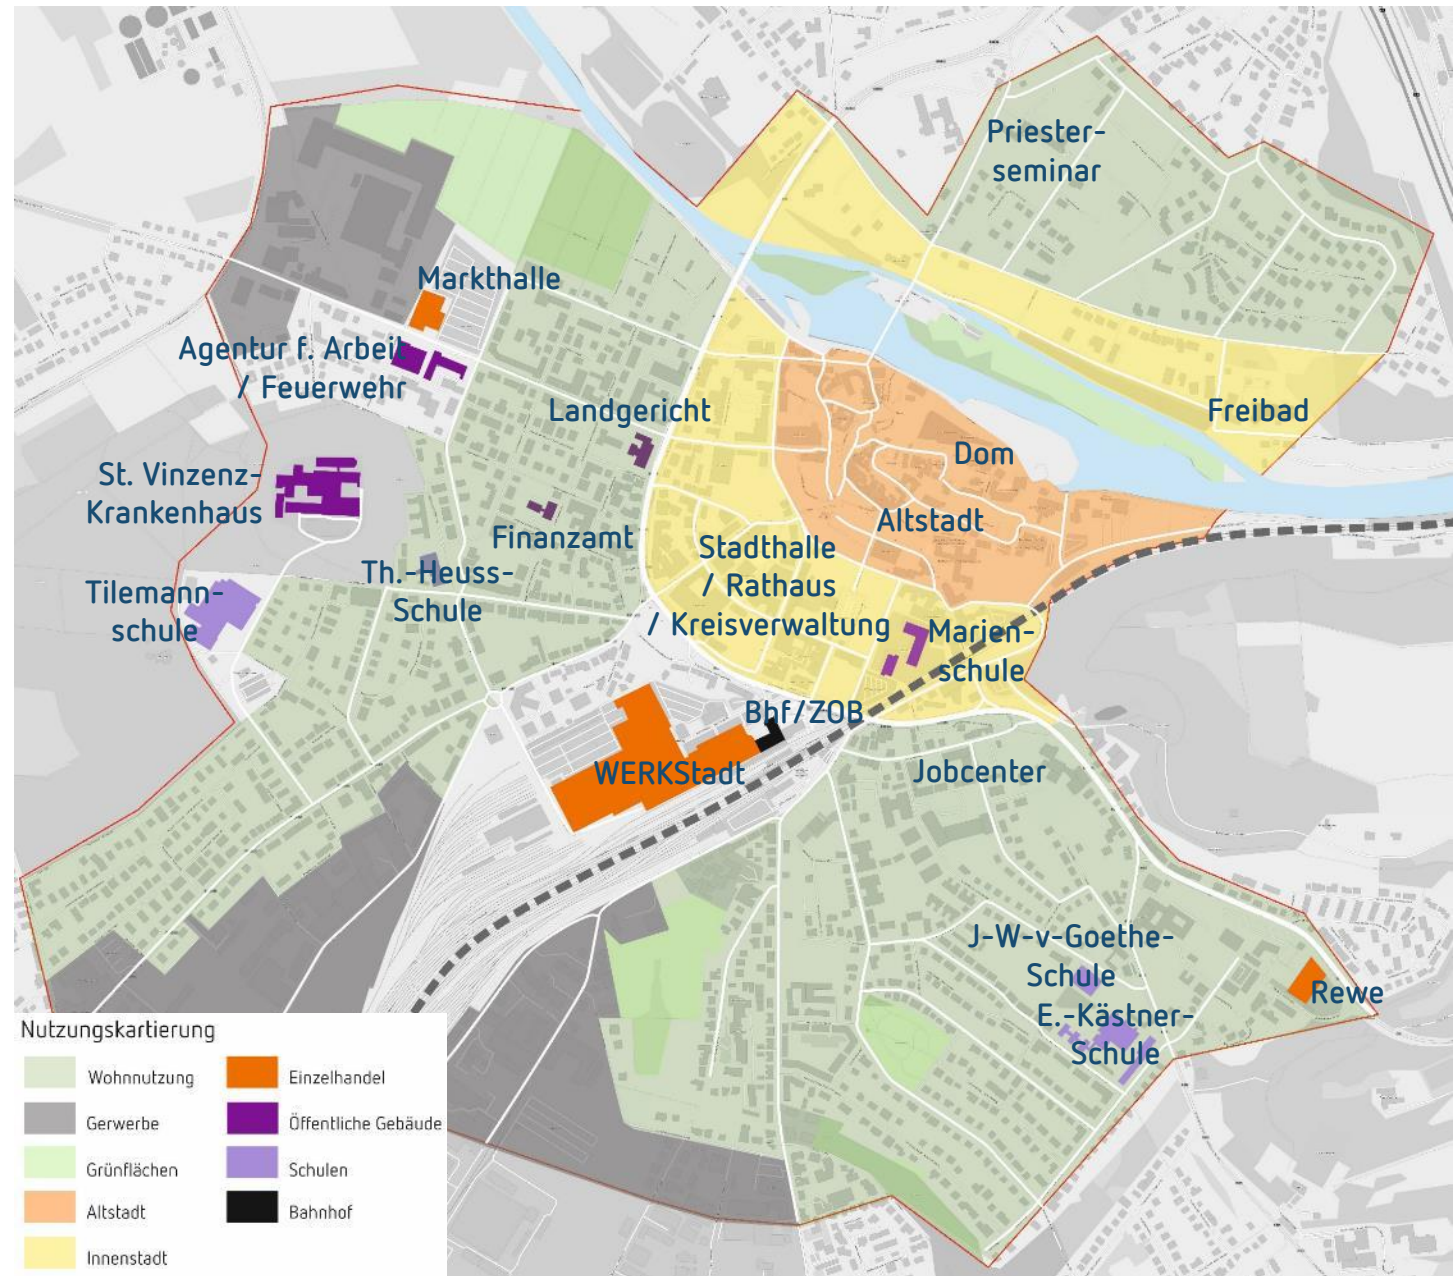 Priester-
seminar
Markthalle
Agentur f. Arbeit
/ Feuerwehr
Landgericht
Freibad
Dom
St. Vinzenz-
Krankenhaus
Altstadt
Finanzamt
Stadthalle
/ Rathaus
/ Kreisverwaltung
Th.-Heuss-
Schule
Tilemann-
schule
Marien-
schule
Bhf/ZOB
WERKStadt
Jobcenter
J-W-v-Goethe-
Schule
Rewe
E.-Kästner-
Schule
Nutzungskartierung
Wohnnutzung
Gerwerbe
Grünflächen
Altstadt
Innenstadt
Einzelhandel
Öffentliche Gebäude
Schulen
Bahnhof